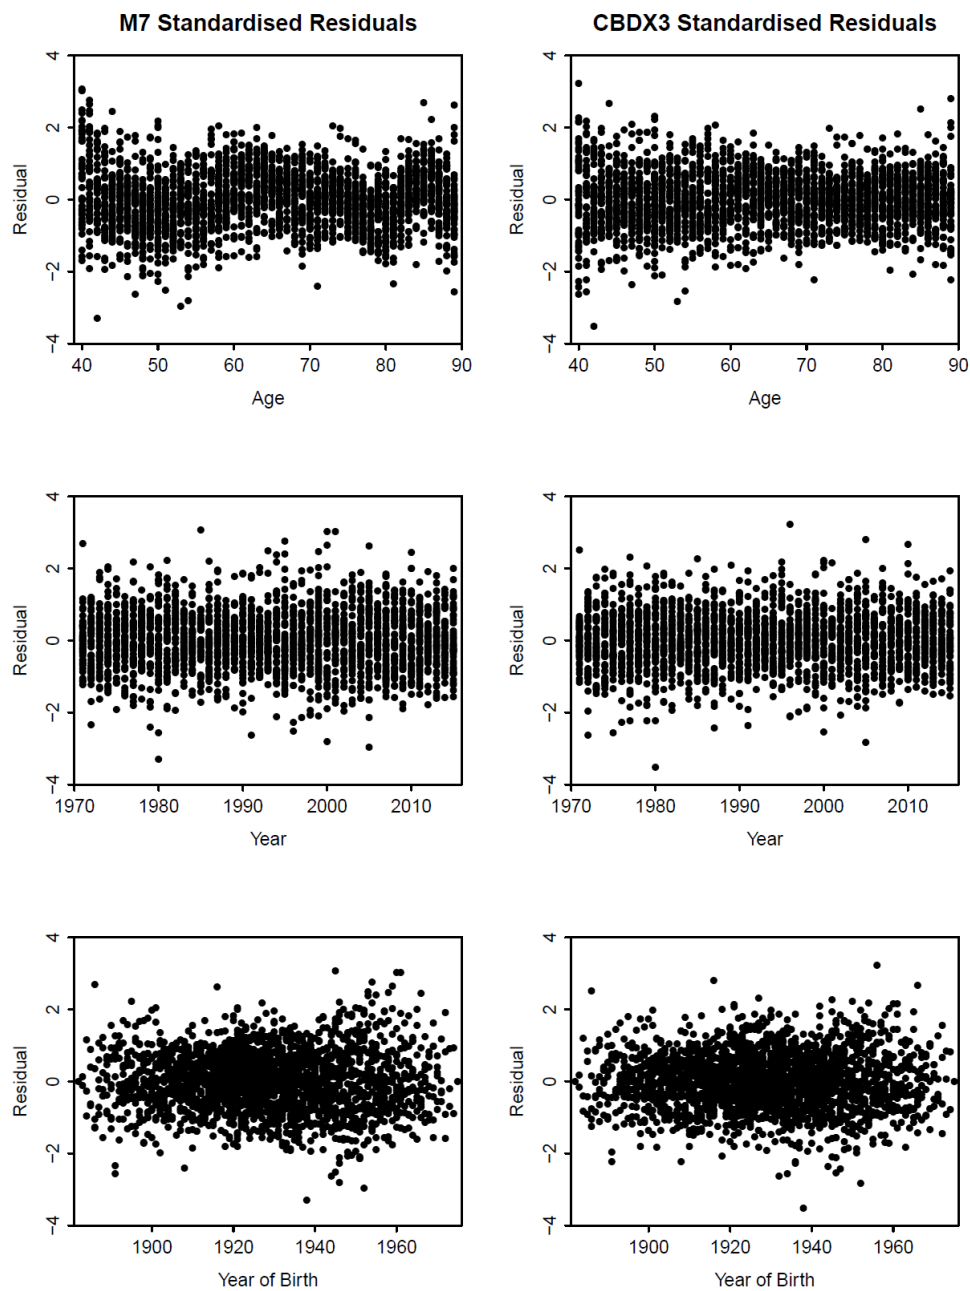 M7 Standardised Residuals
4
2
0
−2
−4
Residual
40 50 60 70 80 90
Age
CBDX3 Standardised Residuals
4
2
0
−2
−4
Residual
40 50 60 70 80 90
Age
4
2
0
−2
−4
Residual
1970 1980 1990 2000 2010
Year
4
2
0
−2
−4
Residual
1970 1980 1990 2000 2010
Year
4
2
0
−2
−4
Residual
1900 1920 1940 1960
Year of Birth
4
2
0
−2
−4
Residual
1900 1920 1940 1960
Year of Birth